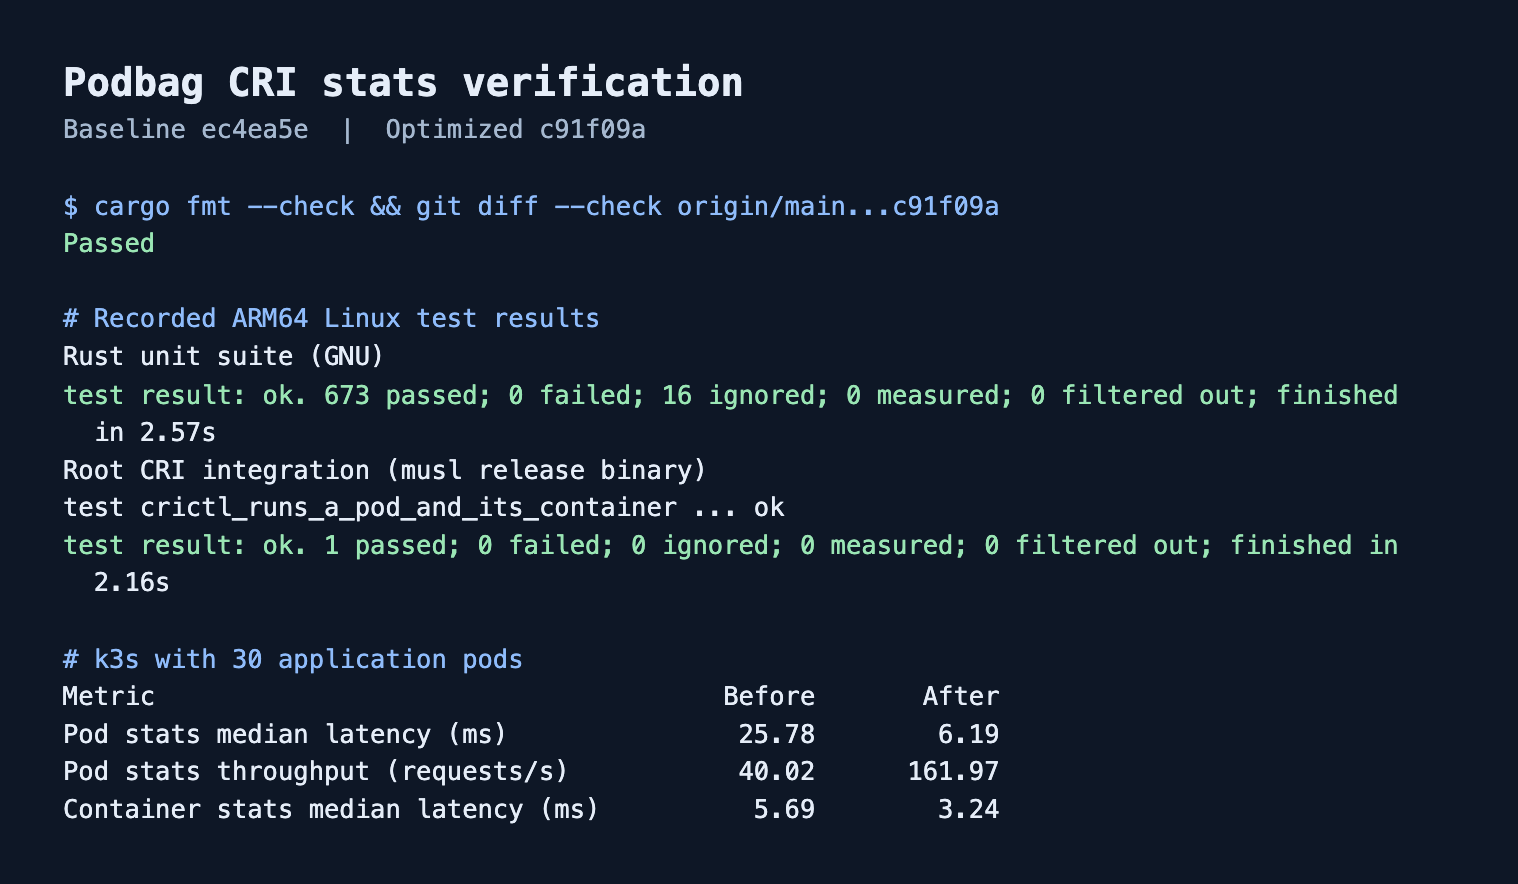 Podbag CRI stats verification
Baseline ec4ea5e | Optimized c91f09a
$ cargo fmt --check && git diff --check origin/main...c91f09a
Passed
# Recorded ARM64 Linux test results
Rust unit suite (GNU)
test result: ok. 673 passed; 0 failed; 16 ignored; 0 measured; 0 filtered out; finished
in 2.57s
Root CRI integration (musl release binary)
test crictl_runs_a_pod_and_its_container ... ok
test result: ok. 1 passed; 0 failed; 0 ignored; 0 measured; 0 filtered out; finished in
2.16s
# k3s with 30 application pods
Metric Before After
Pod stats median latency (ms) 25.78 6.19
Pod stats throughput (requests/s) 40.02 161.97
Container stats median latency (ms) 5.69 3.24